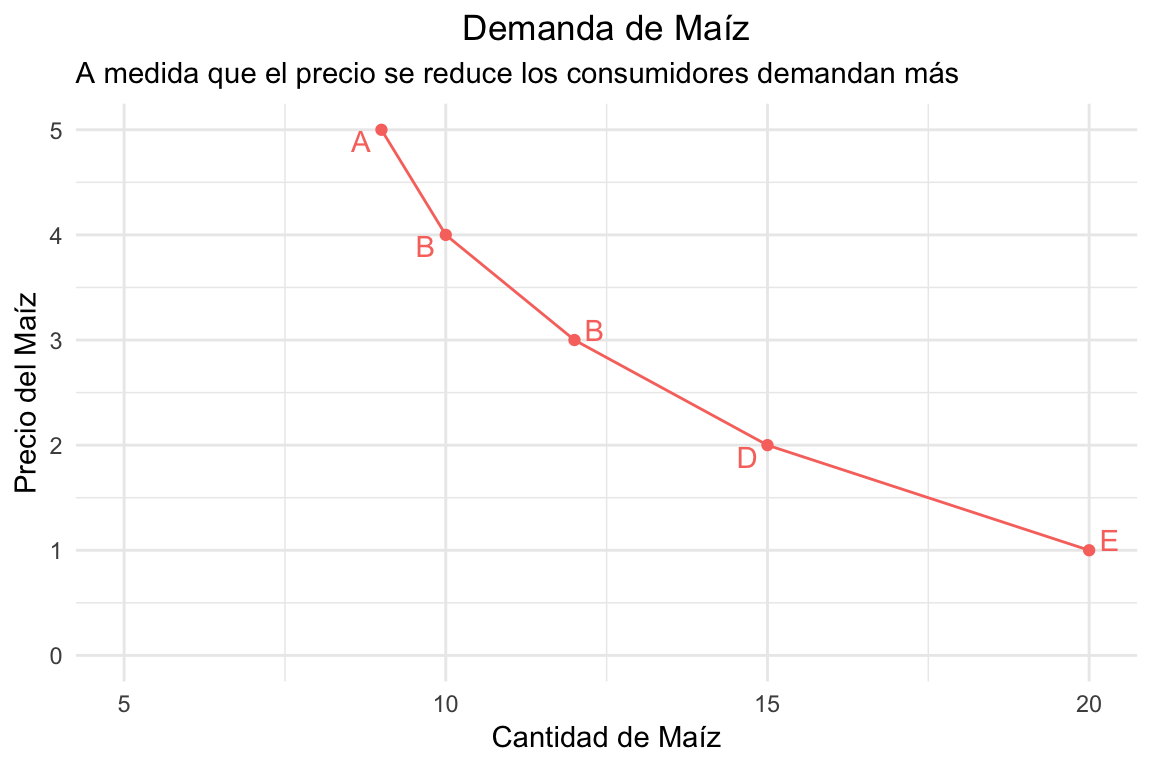 Demanda de Maíz
A medida que el precio se reduce los consumidores demandan más
Precio del Maíz
5
4
3
2
1
0
A
B
B
D
E
5 10 15 20
Cantidad de Maíz